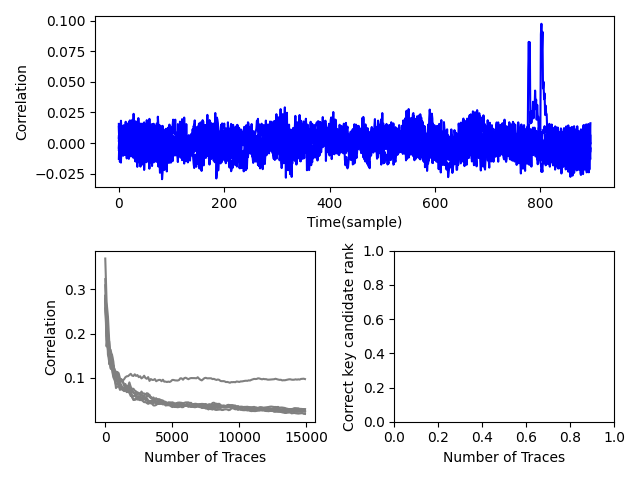 0.100
0.075
0.050
0.025
0.000
−0.025
Correlation
0 200 400 600 800
Time(sample)
0.3
0.2
0.1
Correlation
0 5000 10000 15000
Number of Traces
1.0
0.8
0.6
0.4
0.2
0.0
Correct key candidate rank
0.0 0.2 0.4 0.6 0.8 1.0
Number of Traces